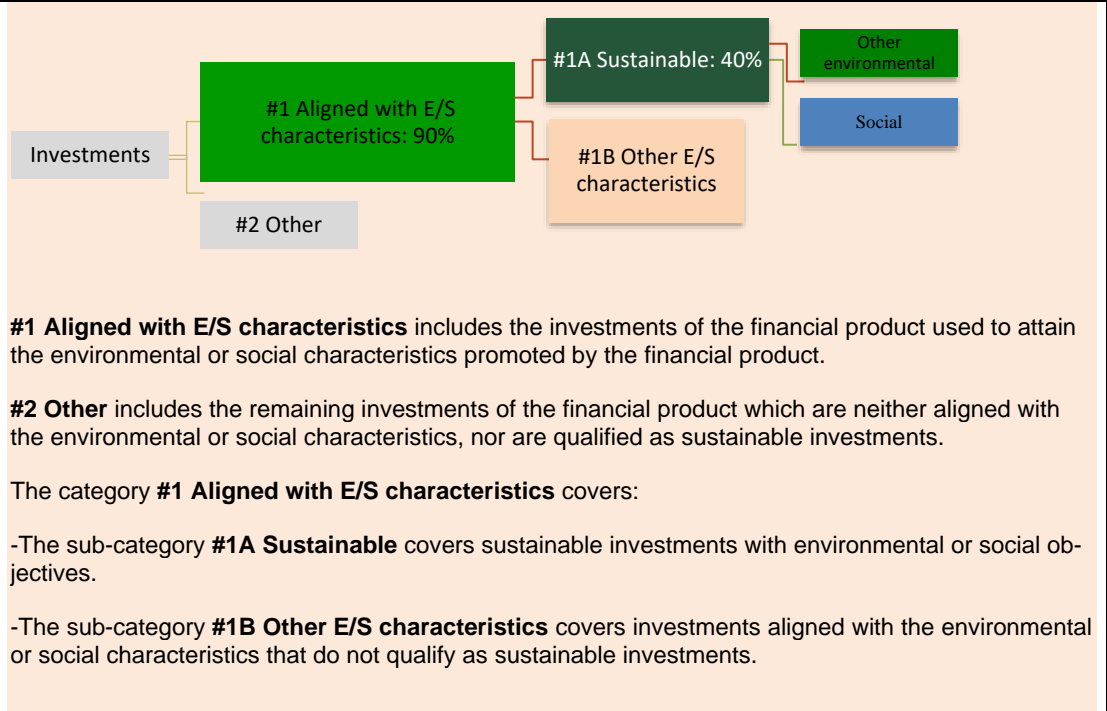 Investments
#1 Aligned with E/S
characteristics: 90%
#2 Other
#1A Sustainable: 40%
#1B Other E/S
characteristics
Other
environmental
Social
#1 Aligned with E/S characteristics includes the investments of the financial product used to attain
the environmental or social characteristics promoted by the financial product.
#2 Other includes the remaining investments of the financial product which are neither aligned with
the environmental or social characteristics, nor are qualified as sustainable investments.
The category #1 Aligned with E/S characteristics covers:
-The sub-category #1A Sustainable covers sustainable investments with environmental or social ob-
jectives.
-The sub-category #1B Other E/S characteristics covers investments aligned with the environmental
or social characteristics that do not qualify as sustainable investments.